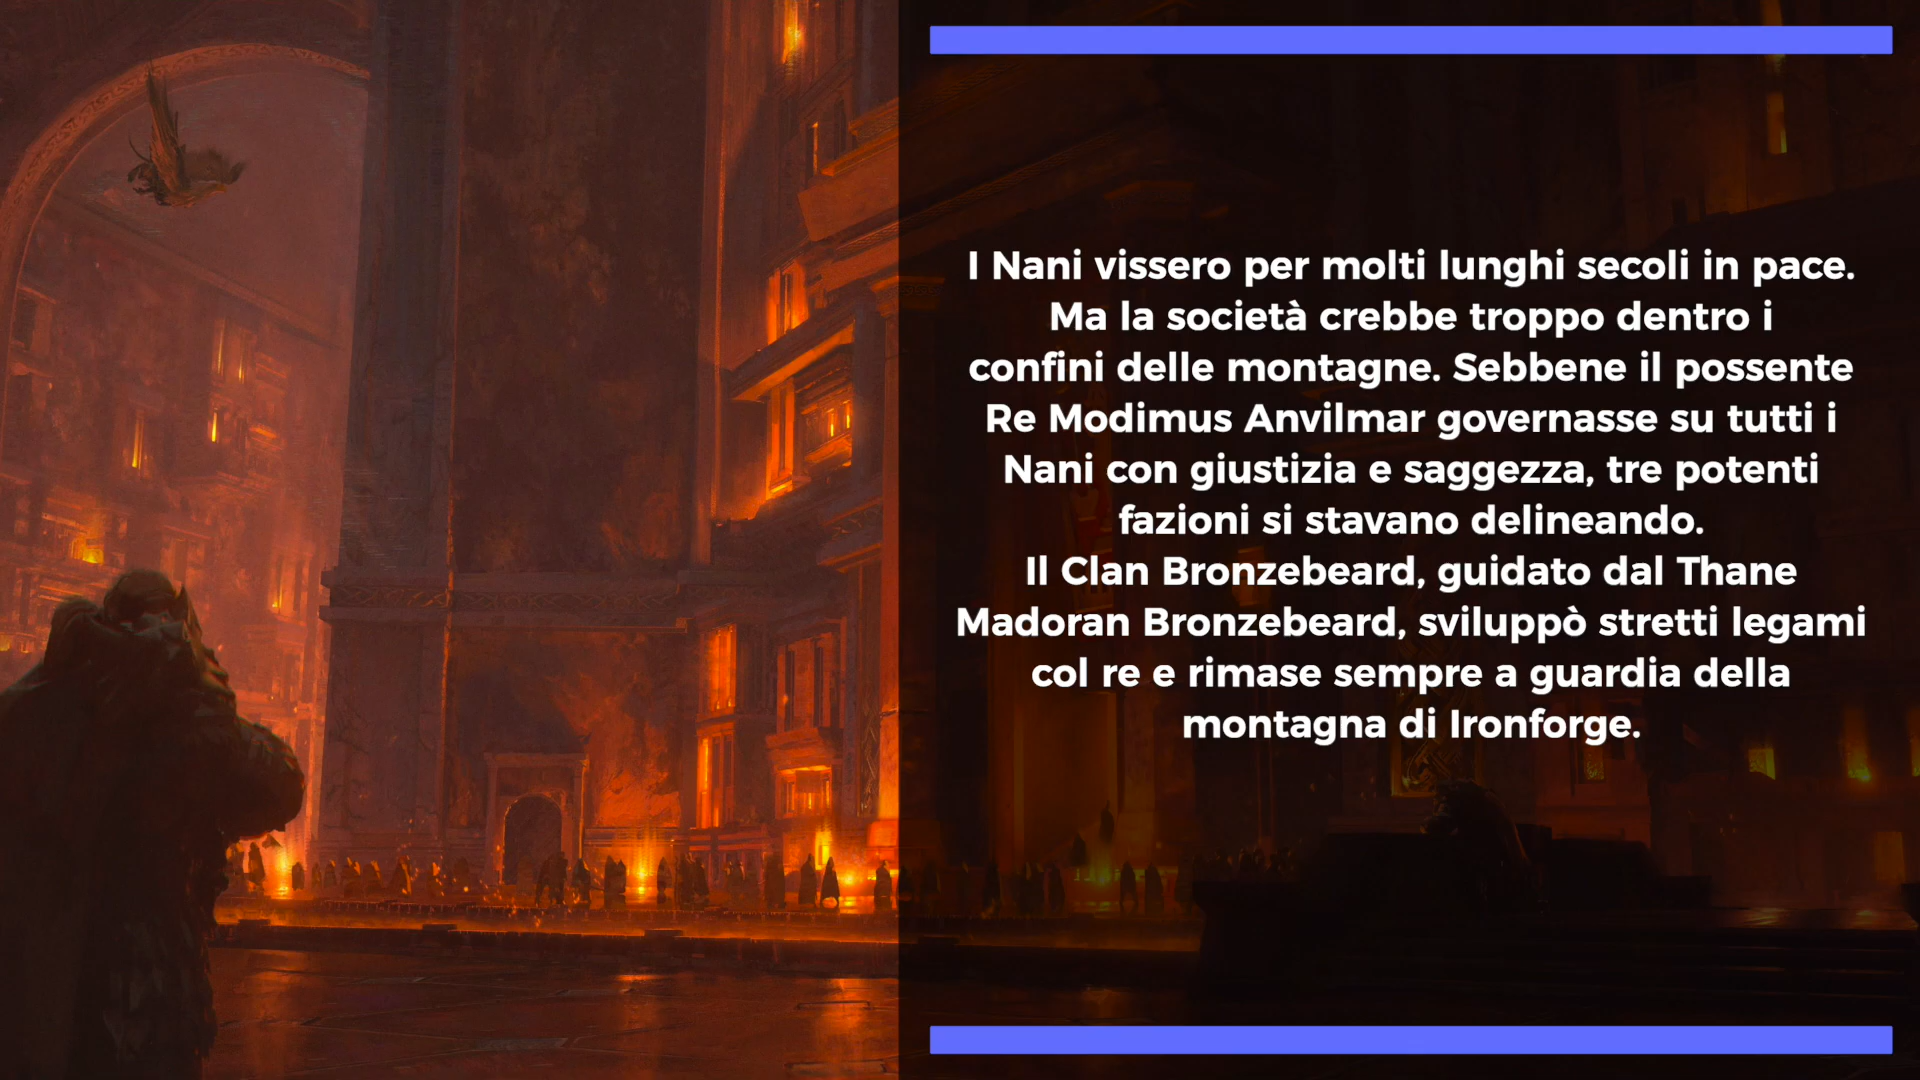 I Nani vissero per molti lunghi secoli in pace.
Ma la società crebbe troppo dentro i
confini delle montagne. Sebbene il possente
Re Modimus Anvilmar governasse su tutti i
Nani con giustizia e saggezza, tre potenti
fazioni si stavano delineando.
Il Clan Bronzebeard, guidato dal Thane
Madoran Bronzebeard, sviluppò stretti legami
col re e rimase sempre a guardia della
montagna di Ironforge.